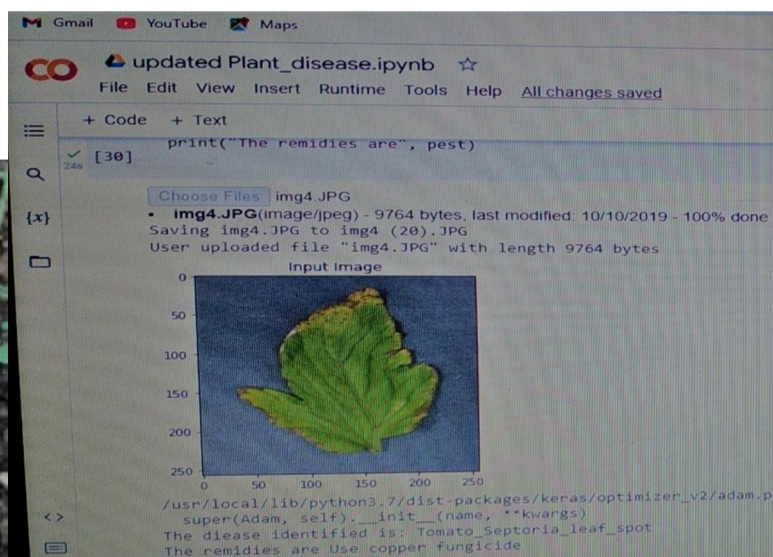 Gmail YouTube Maps
updated Plant_disease.ipynb
File Edit View Insert Runtime Tools Help All changes saved
+ Code + Text
print("The remidies are", pest)
24s [30]
Choose Files img4.JPG
• img4.JPG(image/jpeg) - 9764 bytes, last modified: 10/10/2019 - 100% done
Saving img4.JPG to img4 (20).JPG
User uploaded file "img4.JPG" with length 9764 bytes
{x}
Input Image
0
50
100
150
200
250
0 50 100 150 200 250
/usr/local/lib/python3.7/dist-packages/keras/optimizer_v2/adam.p
super(Adam, self).__init__(name, **kwargs)
<>
The diease identified is: Tomato_Septoria_leaf_spot
The remidies are Use copper fungicide